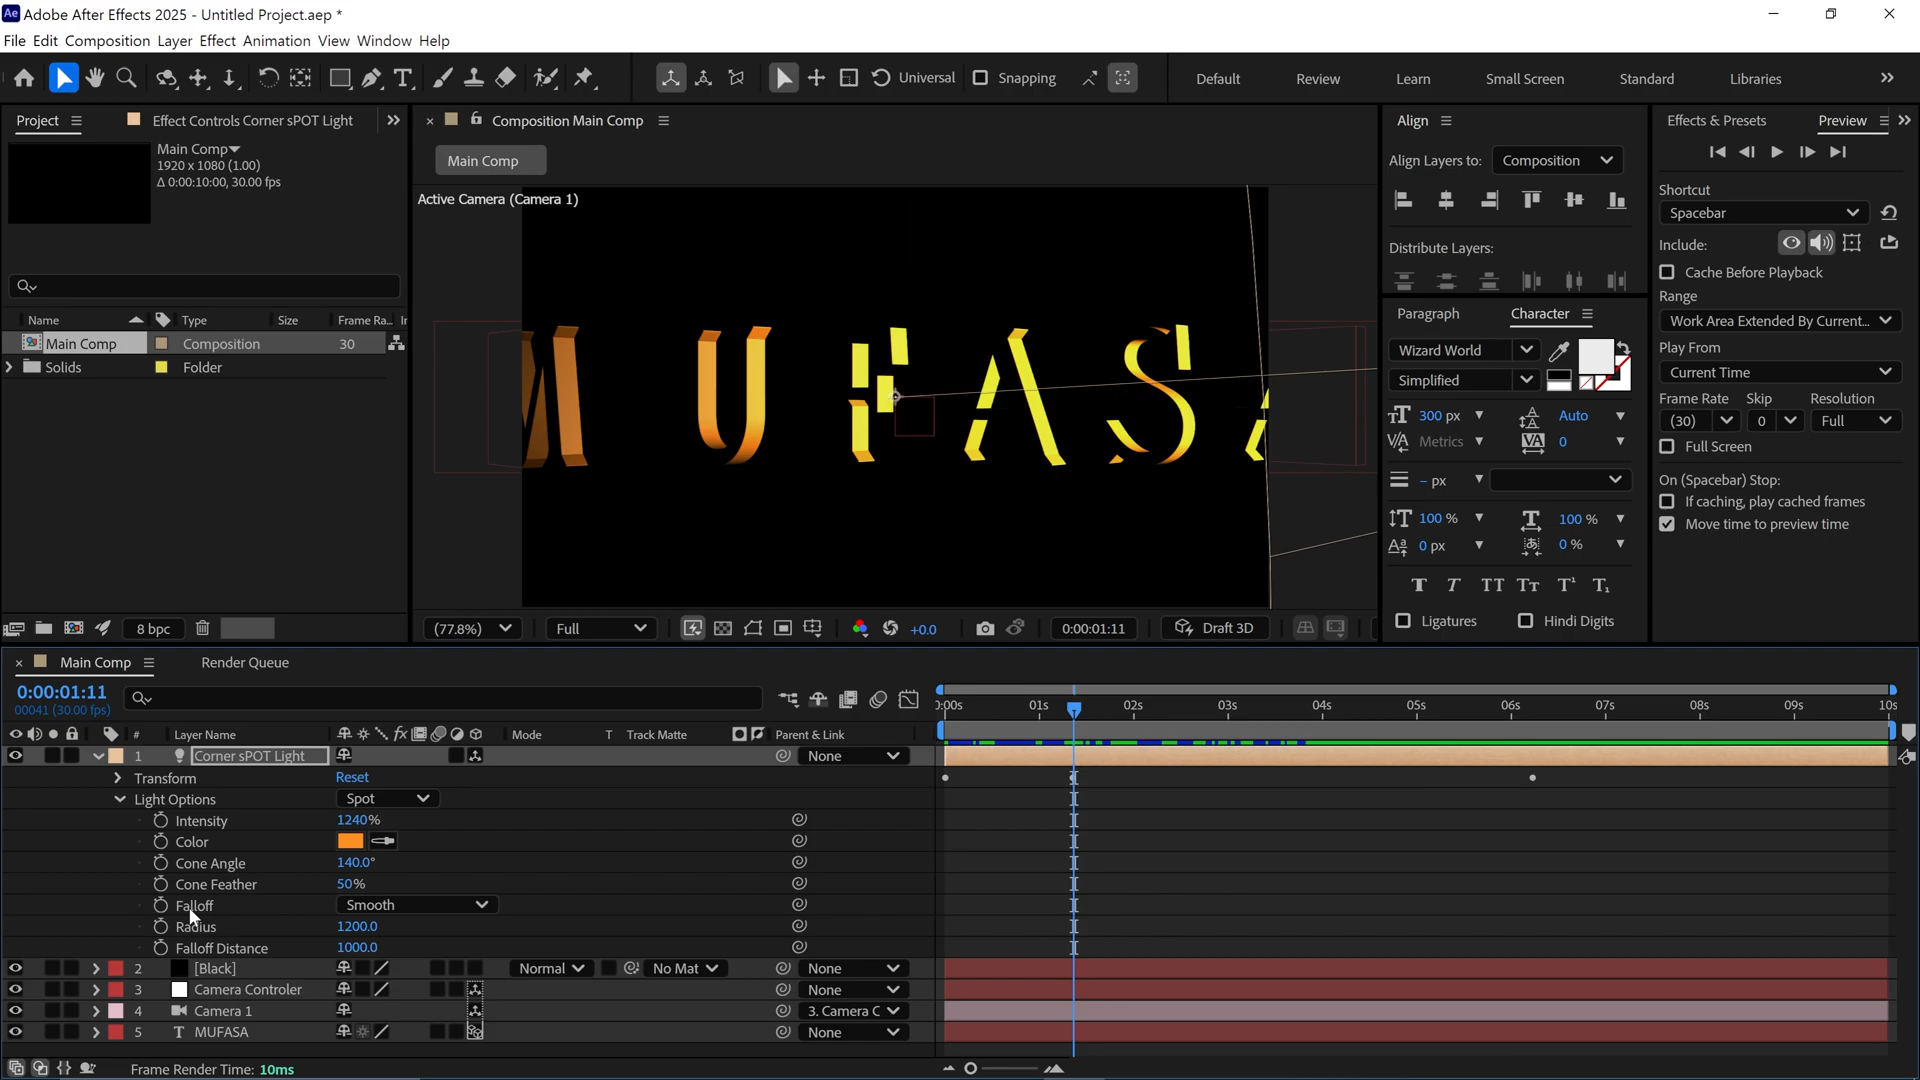 Ae Adobe After Effects 2025 - Untitled Project.aep *
File Edit Composition Layer Effect Animation View Window Help
Universal Snapping Default Review Learn Small Screen Standard Libraries
Project
Effect Controls Corner sPOT Light
Main Comp
1920 x 1080 (1.00)
Δ 0:00:10:00, 30.00 fps
Name Type Size Frame Ra.. I
Main Comp Composition 30
Solids Folder
8 bpc
Composition Main Comp
Main Comp
Active Camera (Camera 1)
M U F A S A
(77.8%) Full +0.0 0:00:01:11 Draft 3D
Align
Align Layers to: Composition
Distribute Layers:
Paragraph Character
Wizard World
Simplified
300 px Auto
Metrics 0
– px
100 % 100 %
0 px 0 %
Ligatures Hindi Digits
Effects & Presets Preview
Shortcut
Spacebar
Include:
Cache Before Playback
Range
Work Area Extended By Current...
Play From
Current Time
Frame Rate Skip Resolution
(30) 0 Full
Full Screen
On (Spacebar) Stop:
If caching, play cached frames
Move time to preview time
Main Comp Render Queue
0:00:01:11
00041 (30.00 fps)
# Layer Name Mode T Track Matte Parent & Link
:00s 01s 02s 03s 04s 05s 06s 07s 08s 09s 10s
1 Corner sPOT Light None
Transform Reset
Light Options Spot
Intensity 1240%
Color
Cone Angle 140.0°
Cone Feather 50%
Falloff Smooth
Radius 1200.0
Falloff Distance 1000.0
2 [Black] Normal No Mat None
3 Camera Controler None
4 Camera 1 3. Camera C
5 T MUFASA None
Frame Render Time: 10ms